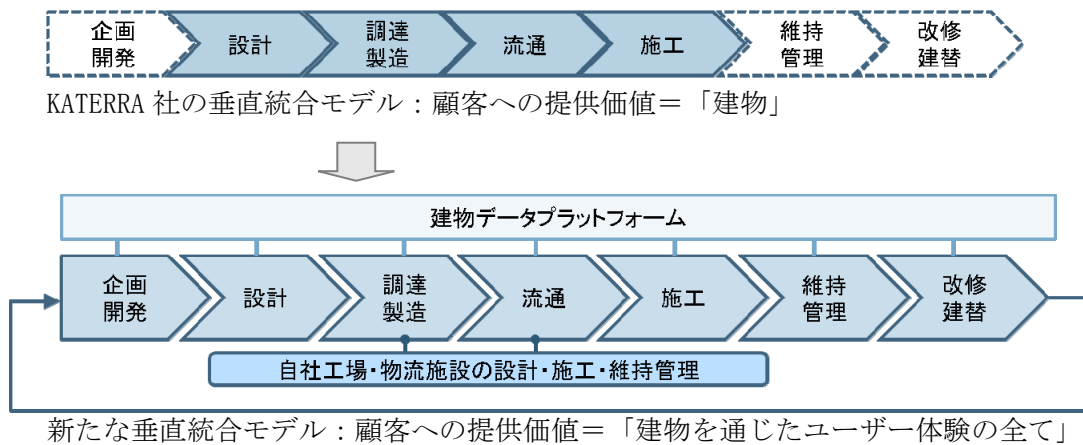 企画
開発
設計
調達
製造
流通
施工
維持
管理
改修
建替
KATERRA 社の垂直統合モデル：顧客への提供価値＝「建物」
建物データプラットフォーム
企画
開発
設計
調達
製造
流通
施工
維持
管理
改修
建替
自社工場・物流施設の設計・施工・維持管理
新たな垂直統合モデル：顧客への提供価値＝「建物を通じたユーザー体験の全て」